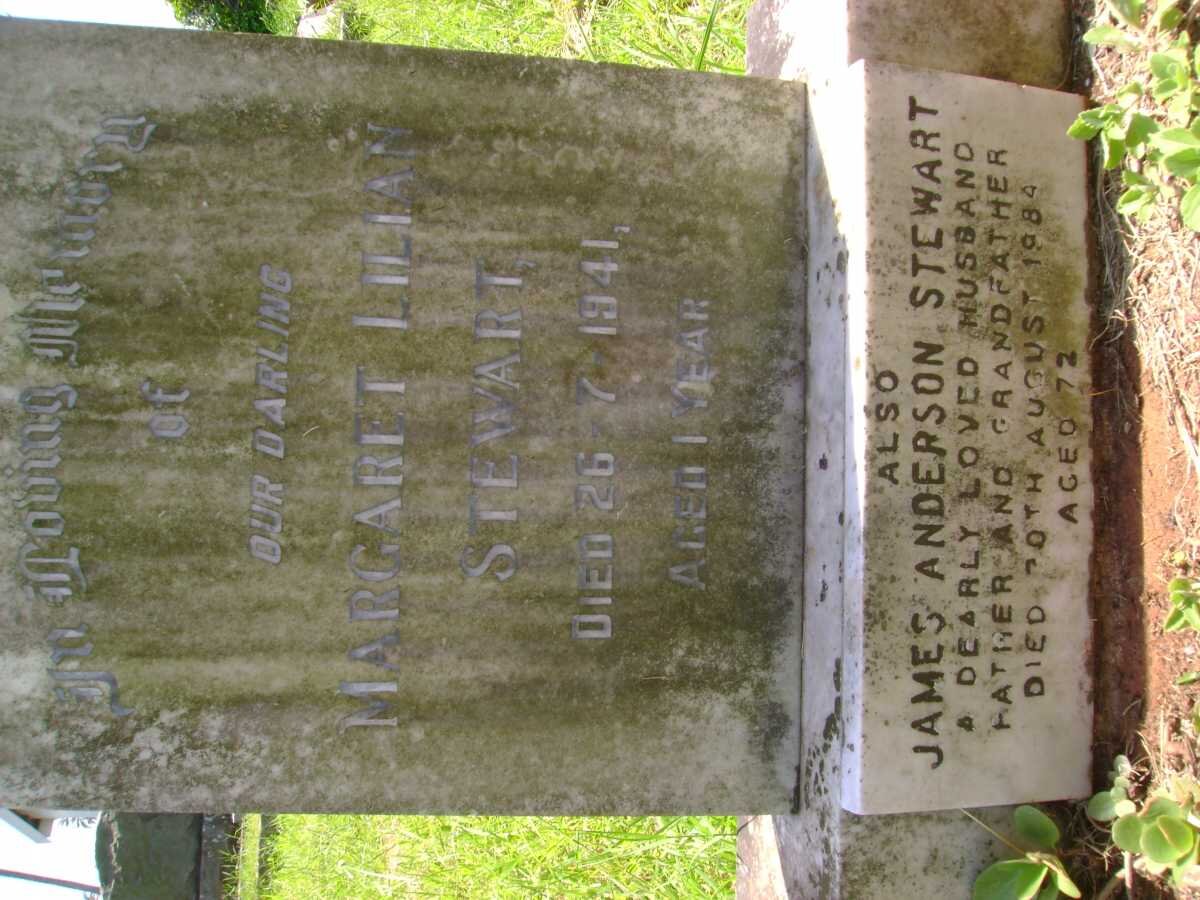 In Loving Memory
of
OUR DARLING
MARGARET LILIAN
STEWART,
DIED 26-7-1941,
AGED 1 YEAR
ALSO
JAMES ANDERSON STEWART
A DEARLY LOVED HUSBAND
FATHER AND GRANDFATHER
DIED AUGUST 1984
AGED 72